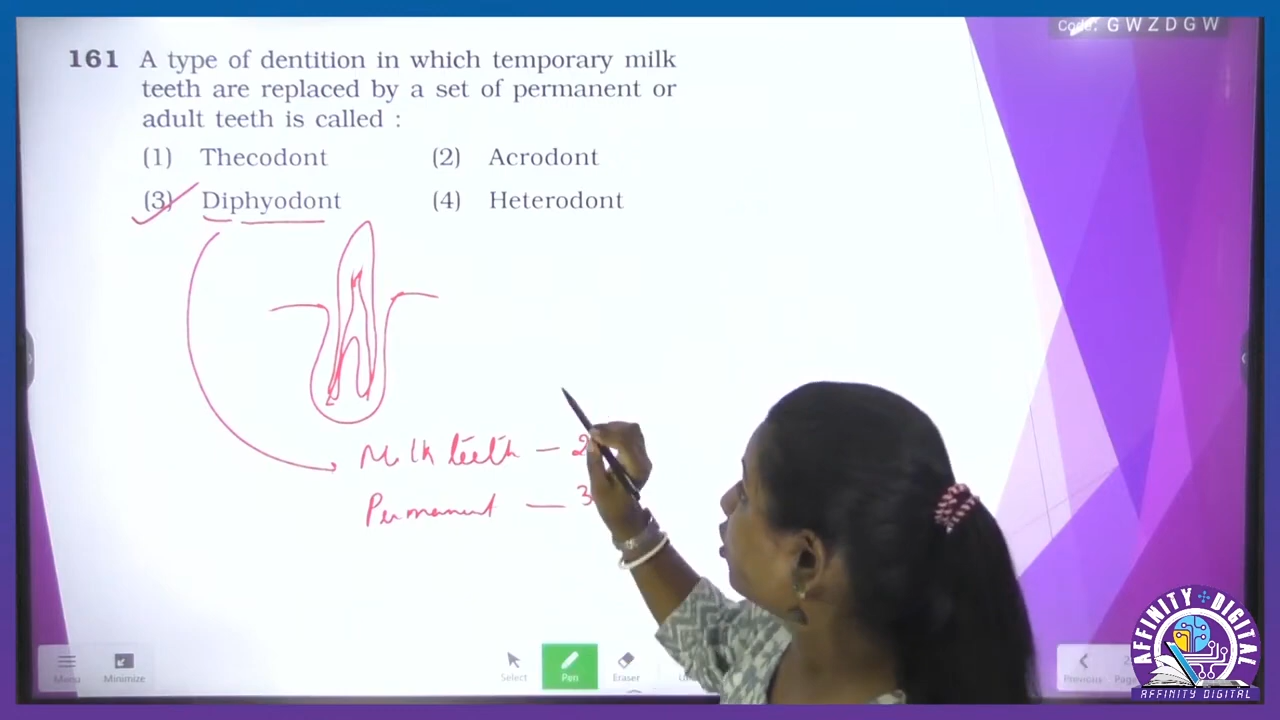 Code: G W Z D G W
161 A type of dentition in which temporary milk
teeth are replaced by a set of permanent or
adult teeth is called :
(1) Thecodont (2) Acrodont
(3) Diphyodont (4) Heterodont
Milk teeth — 2
Permanent — 3
Menu Minimize Select Pen Eraser Previous Page
AFFINITY DIGITAL
AFFINITY DIGITAL